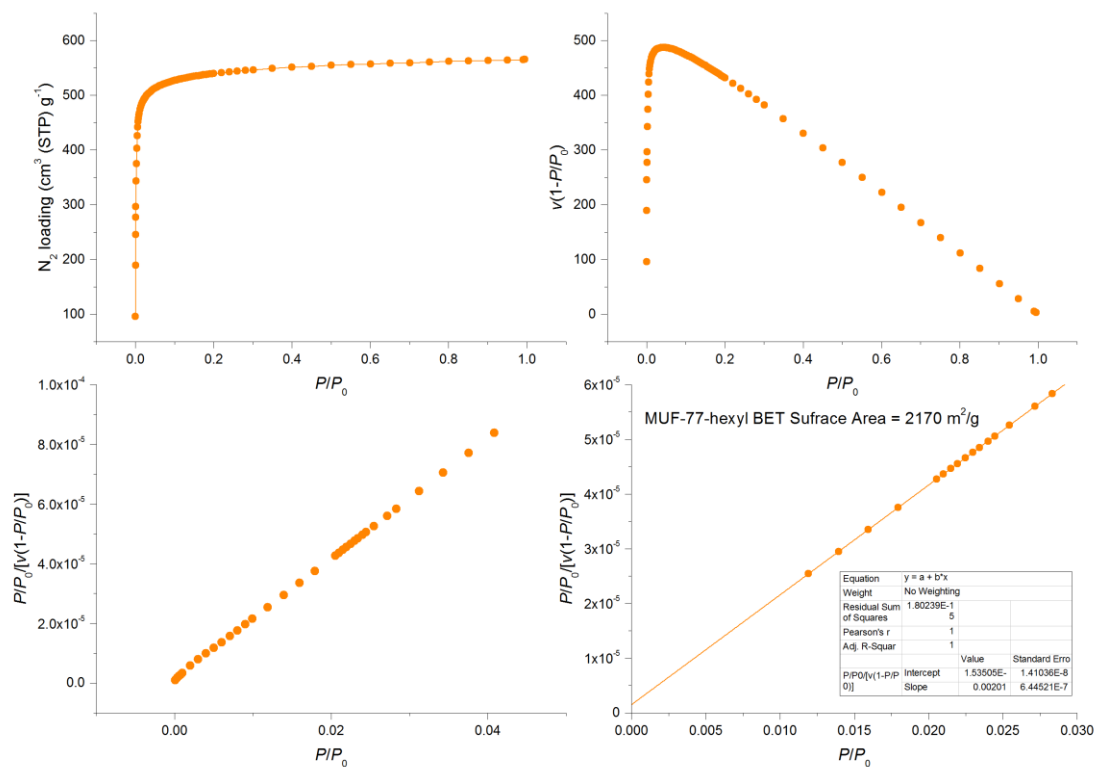 600
500
400
300
200
100
N₂ loading (cm³ (STP) g⁻¹)
0.0 0.2 0.4 0.6 0.8 1.0
P/P₀
500
400
300
200
100
0
v(1-P/P₀)
0.0 0.2 0.4 0.6 0.8 1.0
P/P₀
1.0x10⁻⁴
8.0x10⁻⁵
6.0x10⁻⁵
4.0x10⁻⁵
2.0x10⁻⁵
0.0
P/P₀/[v(1-P/P₀)]
0.00 0.02 0.04
P/P₀
6x10⁻⁵
5x10⁻⁵
4x10⁻⁵
3x10⁻⁵
2x10⁻⁵
1x10⁻⁵
0
P/P₀/[v(1-P/P₀)]
MUF-77-hexyl BET Sufrace Area = 2170 m²/g
Equation y = a + b*x
Weight No Weighting
Residual Sum of Squares 1.80239E-1
5
Pearson's r 1
Adj. R-Squar 1
Value Standard Erro
P/P0/[v(1-P/P
0)] Intercept 1.53505E- 1.41036E-8
Slope 0.00201 6.44521E-7
0.000 0.005 0.010 0.015 0.020 0.025 0.030
P/P₀